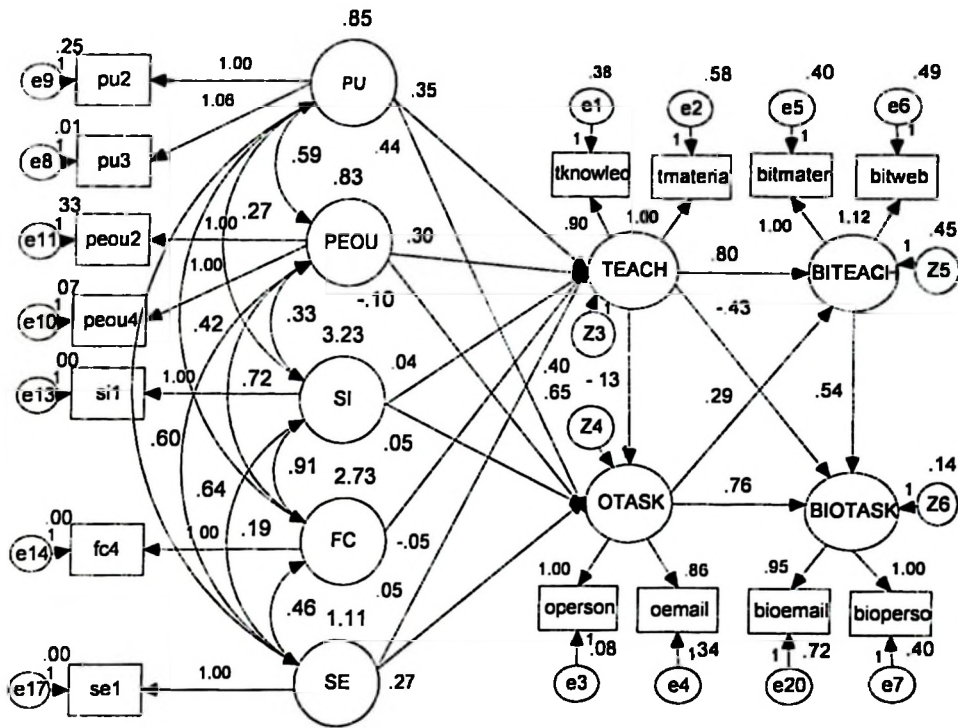 .85
.25
e9 1 pu2 1.00 PU .35
.38 .58 .40 .49
e1 e2 e5 e6
1.06
.01
e8 1 pu3 .59 .44
1 1 1 1
tknowled tmateria bitmater bitweb
.83
.33 .27
e11 1 peou2 1.00 PEOU .30
.90 1.00 1.00 1.12 .45
TEACH .80 BITEACH 1 Z5
1.00
.07
e10 1 peou4 .42 .33 -.10
1 Z3 -.43
3.23
.00
e13 1 si1 1.00 .72 SI .04
.40 -.13 .29 .54
.65
.60 .05 Z4
.64 .91 2.73 .14
OTASK .76 BIOTASK 1 Z6
.00 .19
e14 1 fc4 1.00 FC -.05
1.00 .86 .95 1.00
.05
.46 1.11
operson oemail bioemail bioperso
.00
e17 1 se1 1.00 SE .27
1 .08 1 .34 1 .72 1 .40
e3 e4 e20 e7